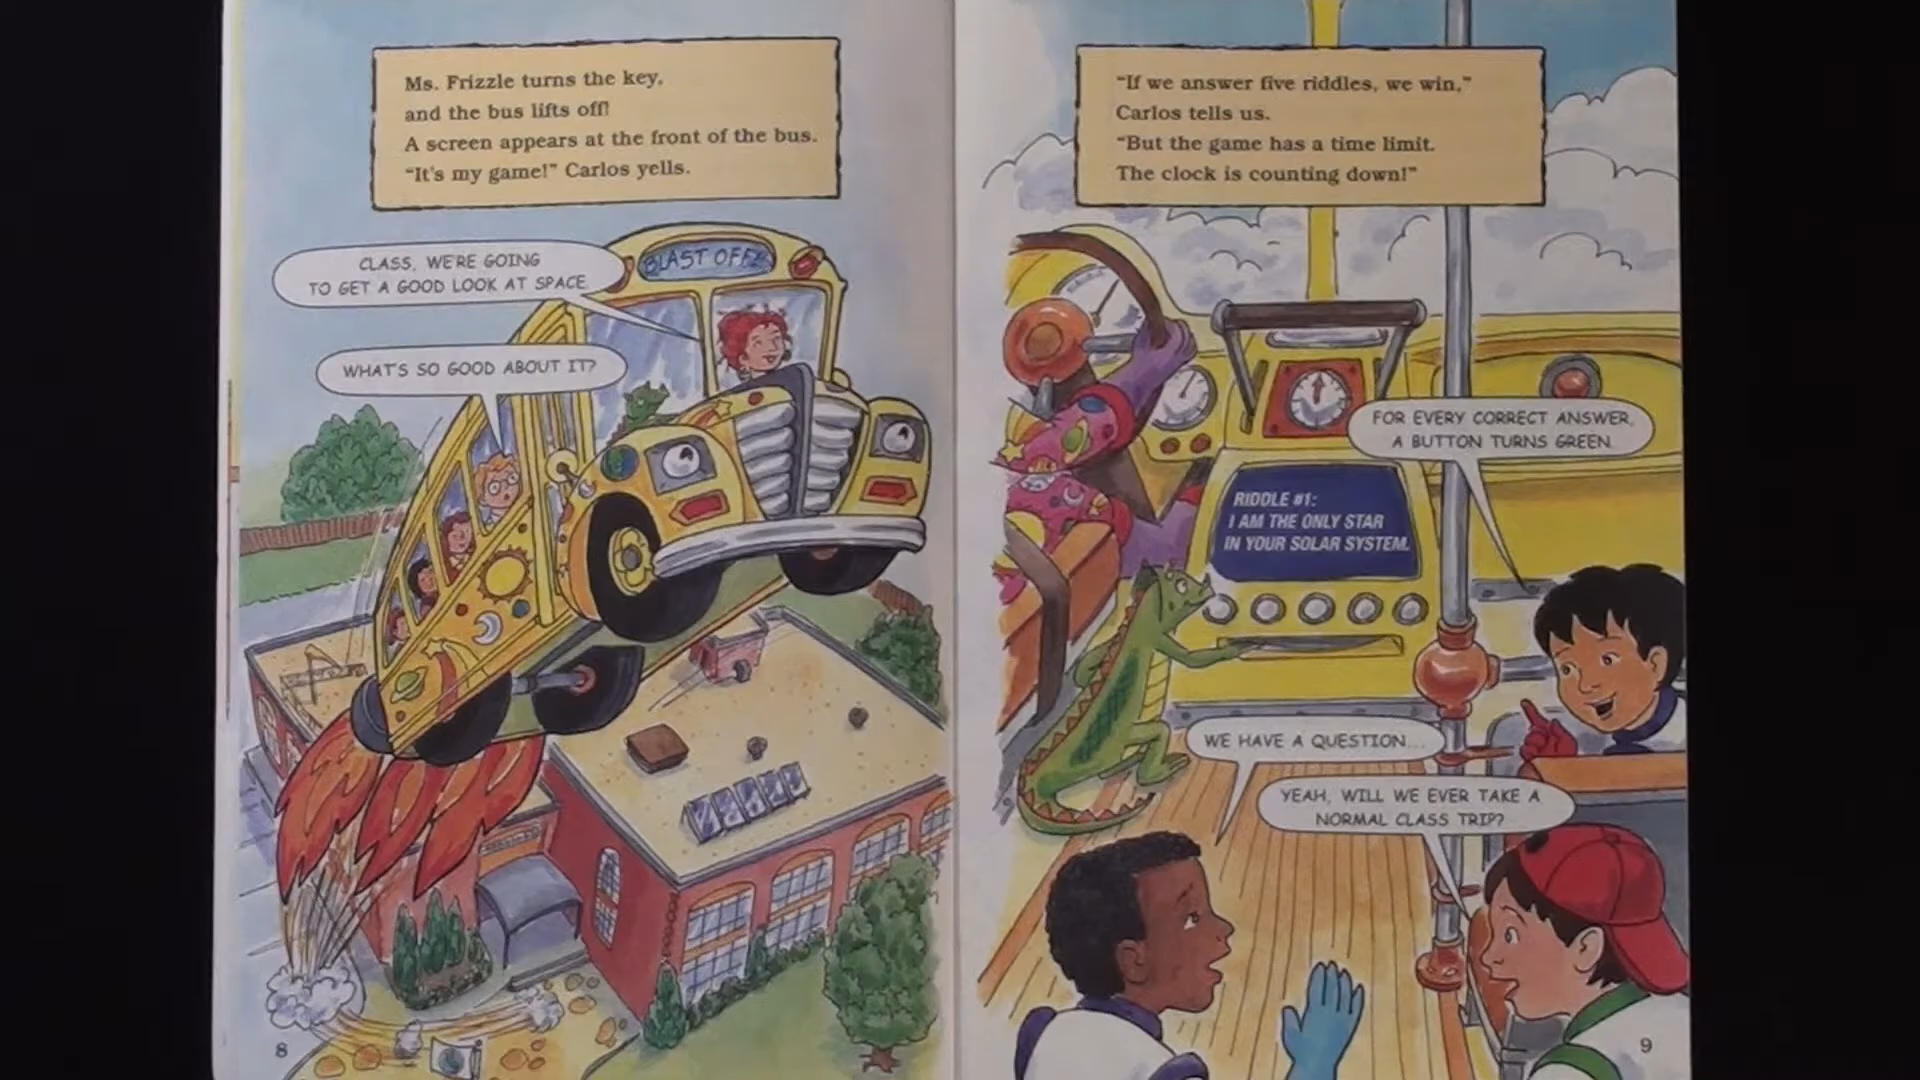 Ms. Frizzle turns the key,
and the bus lifts off!
A screen appears at the front of the bus.
"It's my game!" Carlos yells.
BLAST OFF!
CLASS, WE'RE GOING
TO GET A GOOD LOOK AT SPACE.
WHAT'S SO GOOD ABOUT IT?
8
"If we answer five riddles, we win,"
Carlos tells us.
"But the game has a time limit.
The clock is counting down!"
FOR EVERY CORRECT ANSWER,
A BUTTON TURNS GREEN.
RIDDLE #1:
I AM THE ONLY STAR
IN YOUR SOLAR SYSTEM.
WE HAVE A QUESTION...
YEAH, WILL WE EVER TAKE A
NORMAL CLASS TRIP?
9